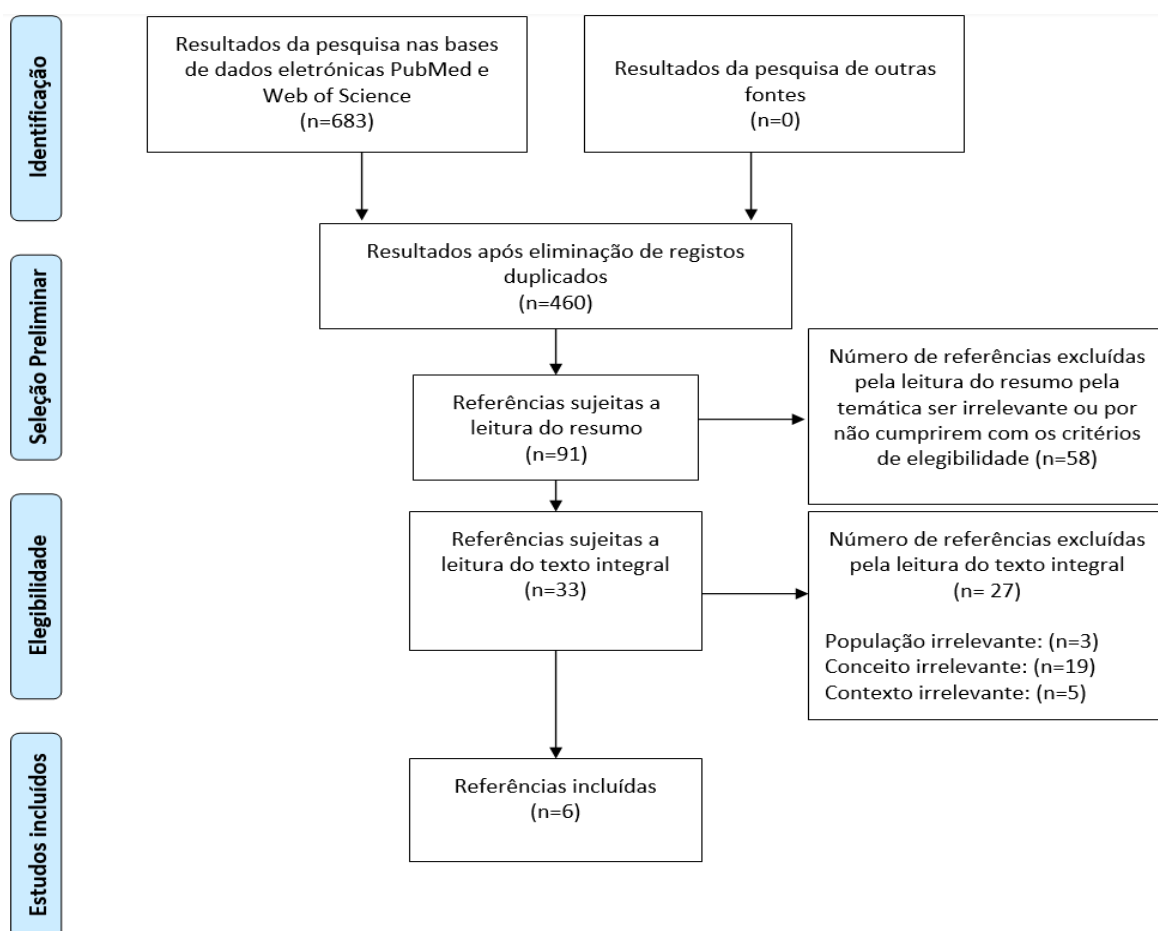 Identificação
Resultados da pesquisa nas bases
de dados eletrónicas PubMed e
Web of Science
(n=683)
Resultados da pesquisa de outras
fontes
(n=0)
Seleção Preliminar
Resultados após eliminação de registos
duplicados
(n=460)
Referências sujeitas a
leitura do resumo
(n=91)
Número de referências excluídas
pela leitura do resumo pela
temática ser irrelevante ou por
não cumprirem com os critérios
de elegibilidade (n=58)
Elegibilidade
Referências sujeitas a
leitura do texto integral
(n=33)
Número de referências excluídas
pela leitura do texto integral
(n= 27)
População irrelevante: (n=3)
Conceito irrelevante: (n=19)
Contexto irrelevante: (n=5)
Estudos incluídos
Referências incluídas
(n=6)